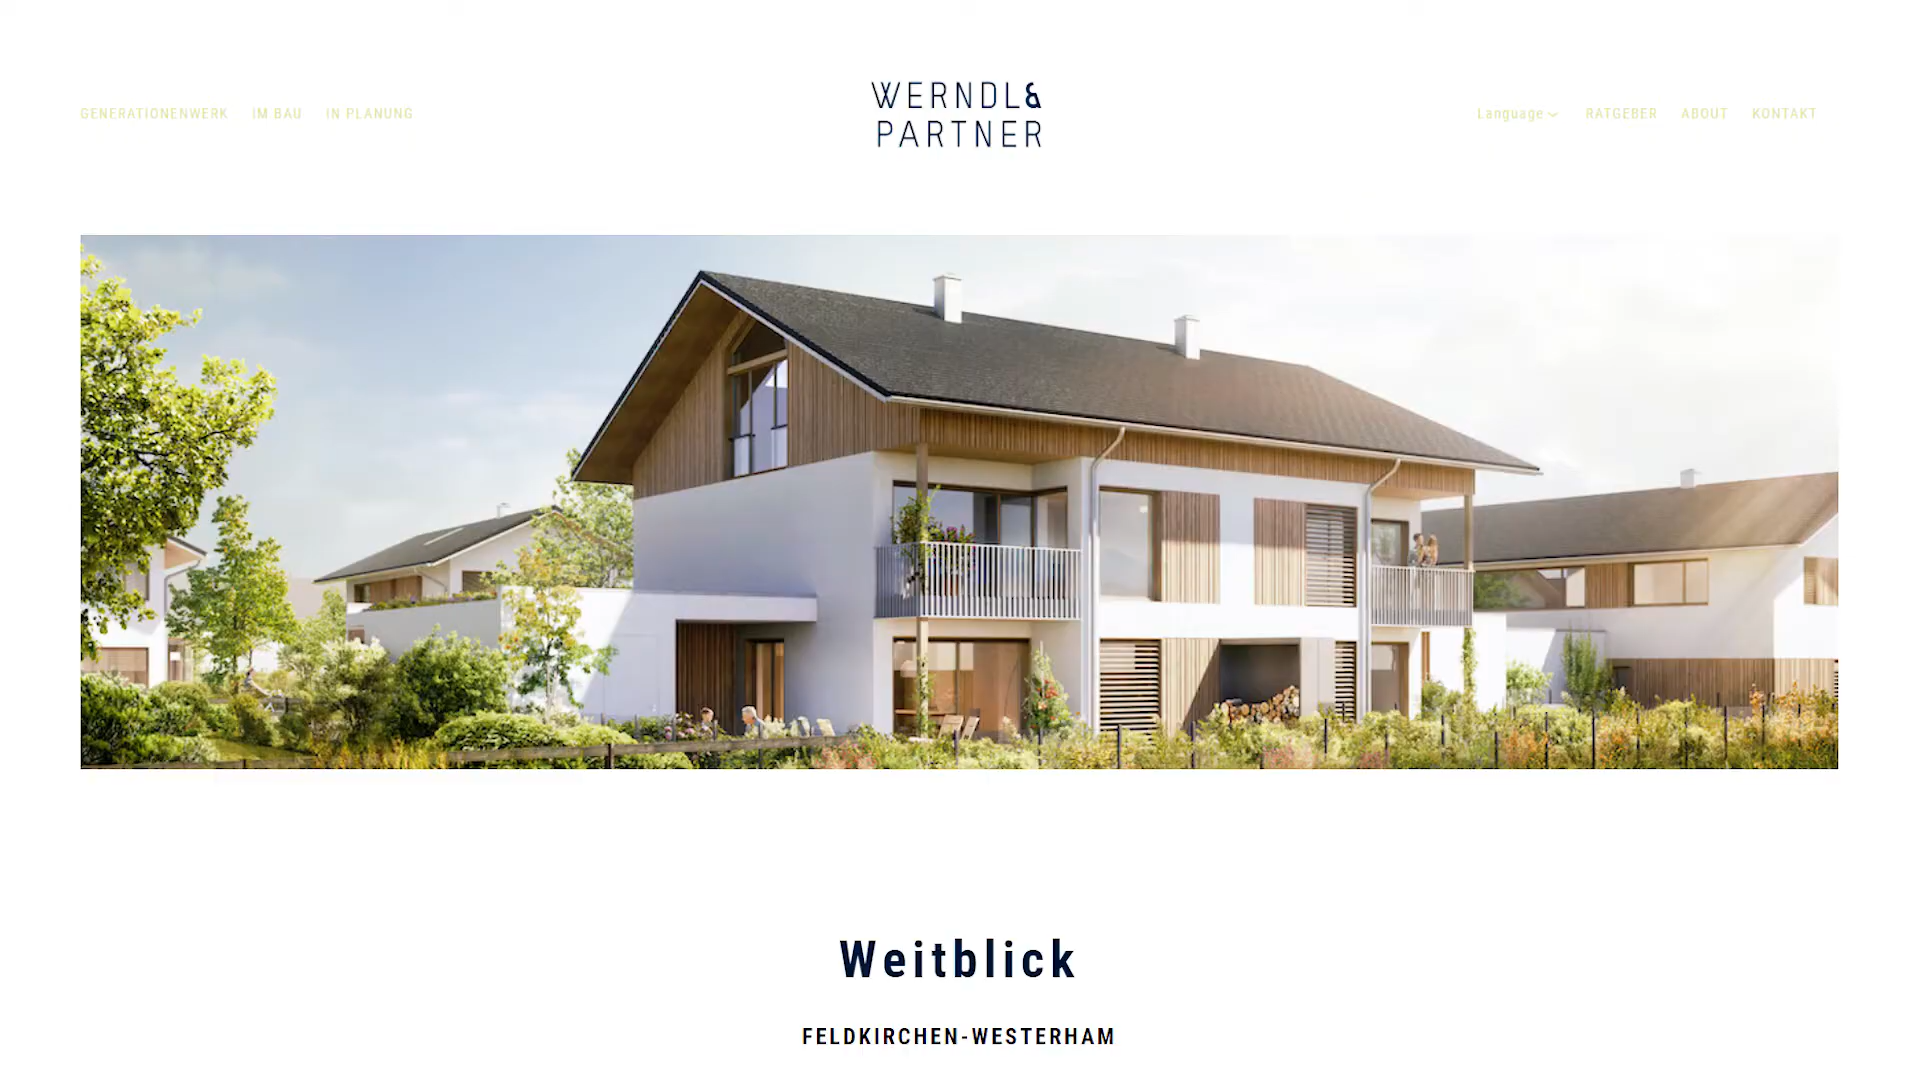 GENERATIONENWERK IM BAU IN PLANUNG
WERNDL&
PARTNER
Language RATGEBER ABOUT KONTAKT
Weitblick
FELDKIRCHEN-WESTERHAM